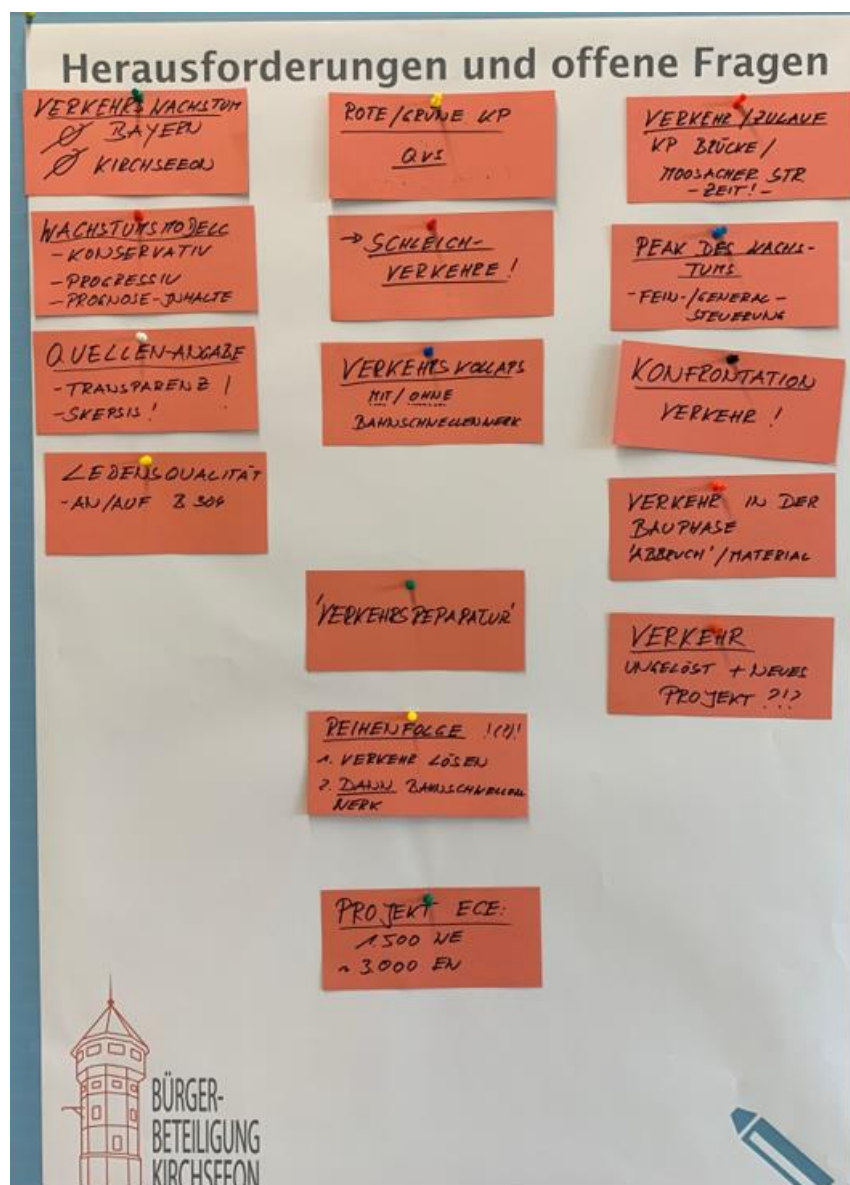 Herausforderungen und offene Fragen
VERKEHRSWACHSTUM
Ø BAYERN
Ø KIRCHSEEON
WACHSTUMSMODELL
- KONSERVATIV
- PROGRESSIV
- PROGNOSE-INHALTE
QUELLEN-ANGABE
- TRANSPARENZ !
- SKEPSIS !
LEBENSQUALITÄT
- AN/AUF B 304
ROTE/GRÜNE KP
QVS
→ SCHLEICH-
VERKEHRE !
VERKEHRSKOLLAPS
MIT/OHNE
BAHNSCHWELLENWERK
'VERKEHRSREPARATUR'
REIHENFOLGE !(?)!
1. VERKEHR LÖSEN
2. DANN BAHNSCHWELLEN
WERK
PROJEKT ECE:
1.500 WE
~ 3.000 EW
VERKEHR/ZULAUF
KP BRÜCKE/
MOOSACHER STR
- ZEIT! -
PEAK DES WACHS-
TUMS
- FEIN-/GENERAL-
STEUERUNG
KONFRONTATION
VERKEHR !
VERKEHR IN DER
BAUPHASE
'ABBRUCH'/MATERIAL
VERKEHR
UNGELÖST + NEUES
PROJEKT ?!?
BÜRGER-
BETEILIGUNG
KIRCHSEEON